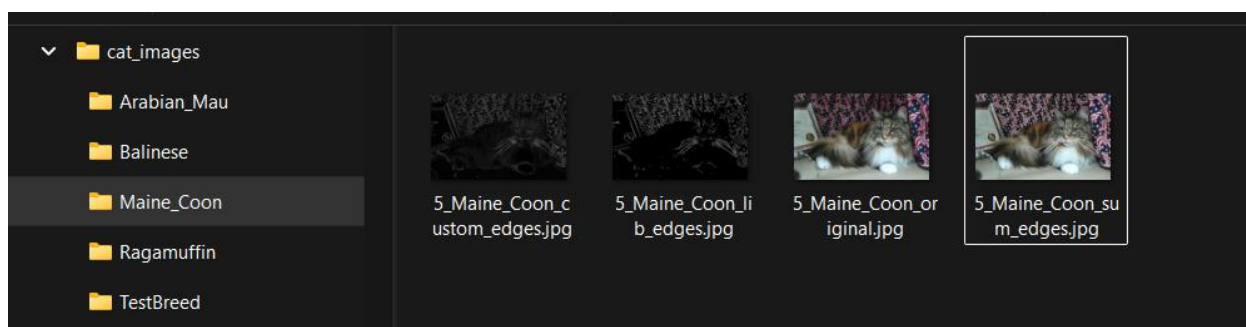 cat_images
Arabian_Mau
Balinese
Maine_Coon
Ragamuffin
TestBreed
5_Maine_Coon_c
ustom_edges.jpg
5_Maine_Coon_li
b_edges.jpg
5_Maine_Coon_or
iginal.jpg
5_Maine_Coon_su
m_edges.jpg